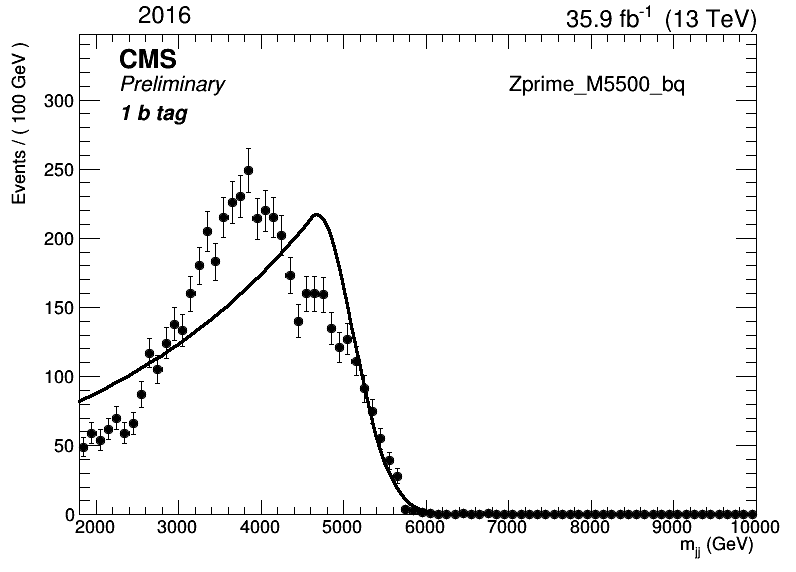 2016
35.9 fb⁻¹ (13 TeV)
CMS
Preliminary
1 b tag
Zprime_M5500_bq
Events / ( 100 GeV )
300
250
200
150
100
50
0
2000 3000 4000 5000 6000 7000 8000 9000 10000
m_jj (GeV)